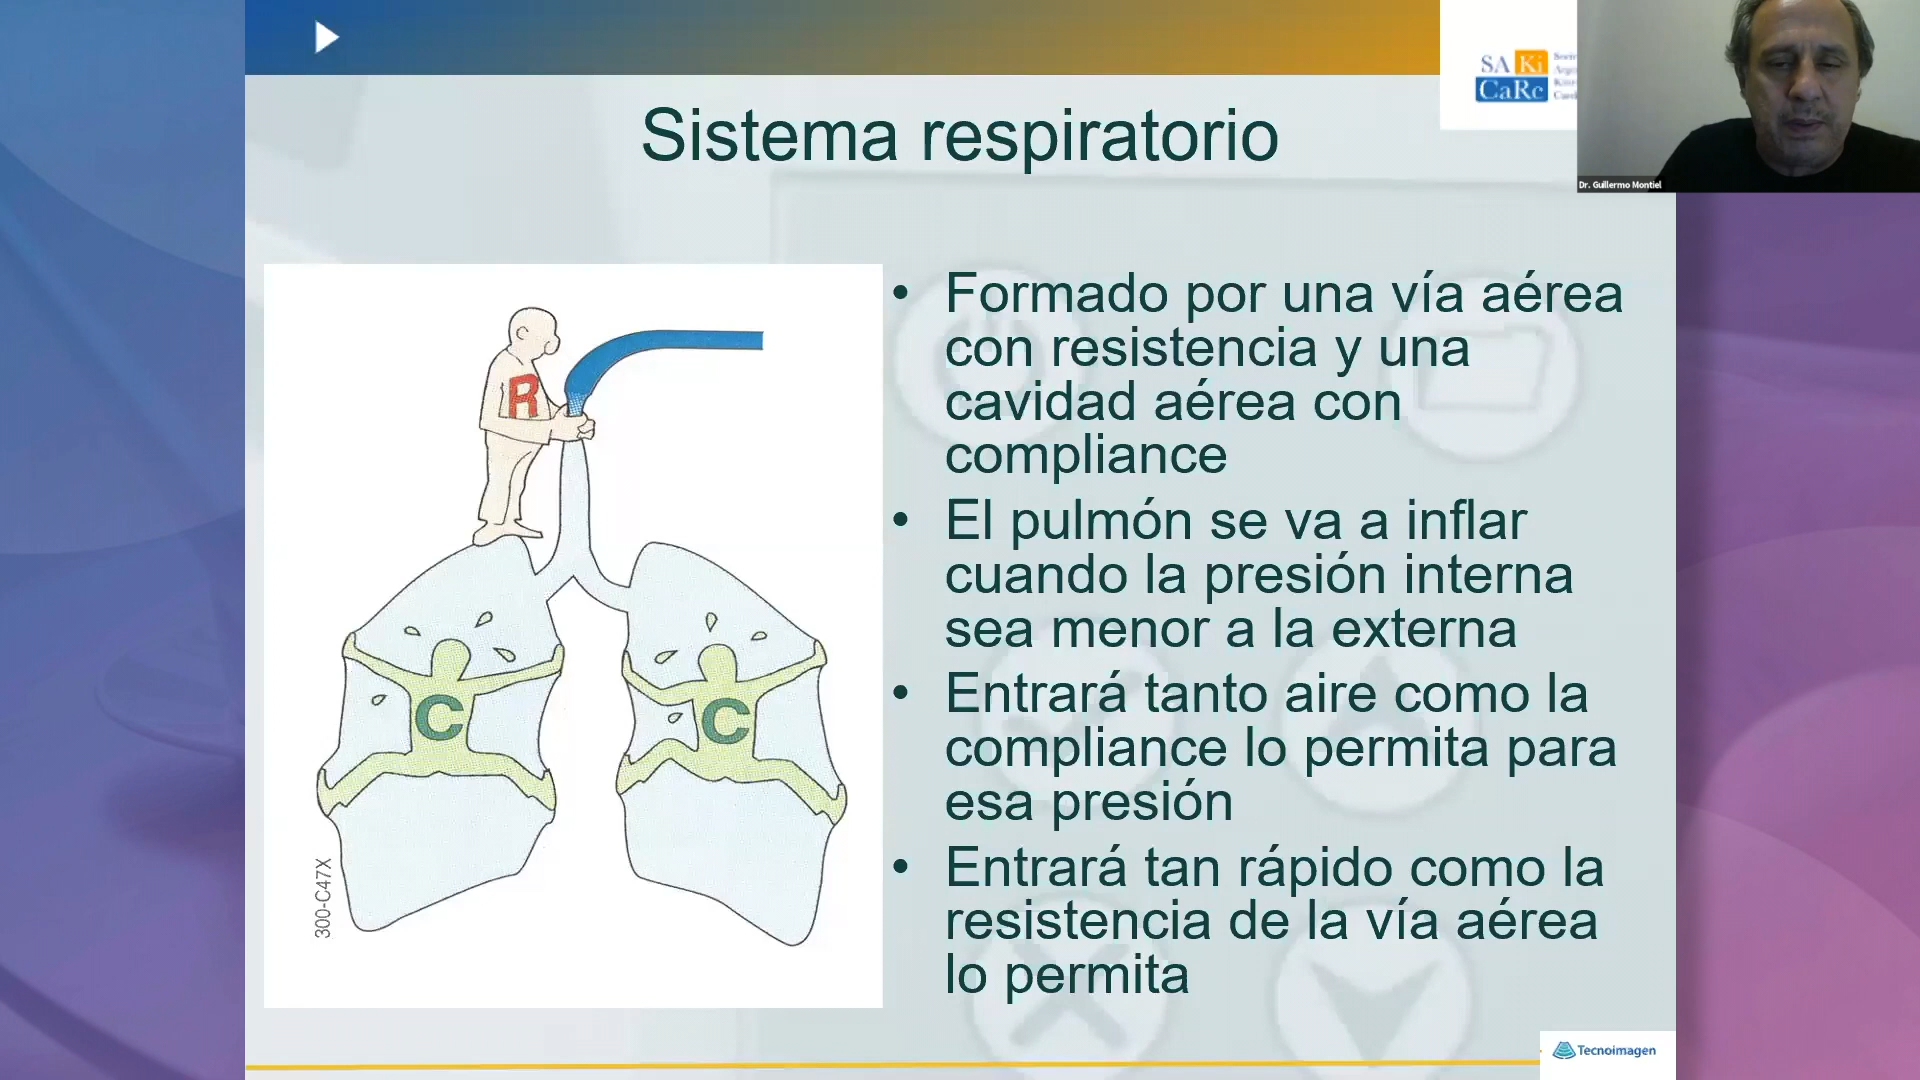 SA Ki
CaRe
Dr. Guillermo Montiel
Sistema respiratorio
• Formado por una vía aérea
con resistencia y una
cavidad aérea con
compliance
• El pulmón se va a inflar
cuando la presión interna
sea menor a la externa
• Entrará tanto aire como la
compliance lo permita para
esa presión
• Entrará tan rápido como la
resistencia de la vía aérea
lo permita
R
C C
300-C47X
Tecnoimagen